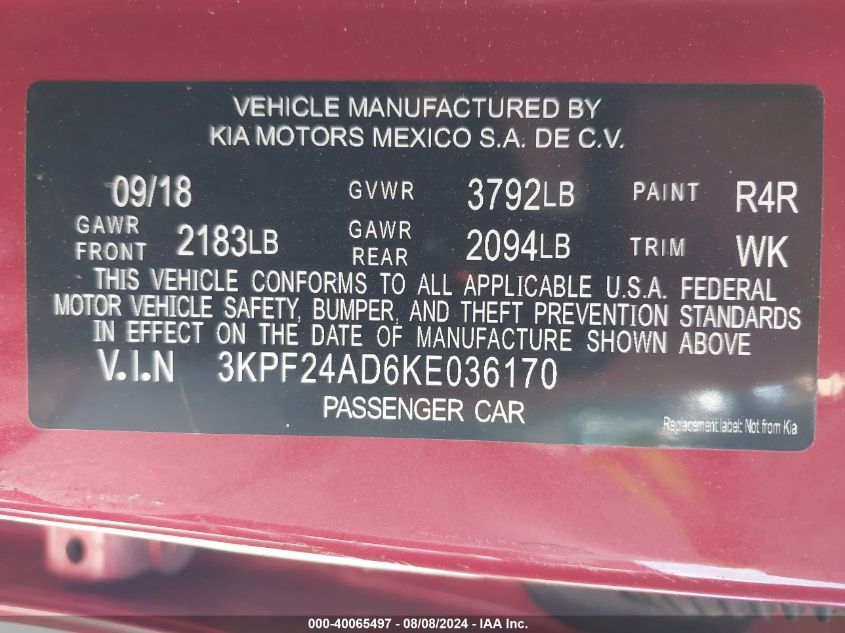 VEHICLE MANUFACTURED BY
KIA MOTORS MEXICO S.A. DE C.V.
09/18 GVWR 3792LB PAINT R4R
GAWR FRONT 2183LB GAWR REAR 2094LB TRIM WK
THIS VEHICLE CONFORMS TO ALL APPLICABLE U.S.A. FEDERAL
MOTOR VEHICLE SAFETY, BUMPER, AND THEFT PREVENTION STANDARDS
IN EFFECT ON THE DATE OF MANUFACTURE SHOWN ABOVE
V.I.N 3KPF24AD6KE036170
PASSENGER CAR
Replacement label: Not from Kia
000-40065497 - 08/08/2024 - IAAI.com